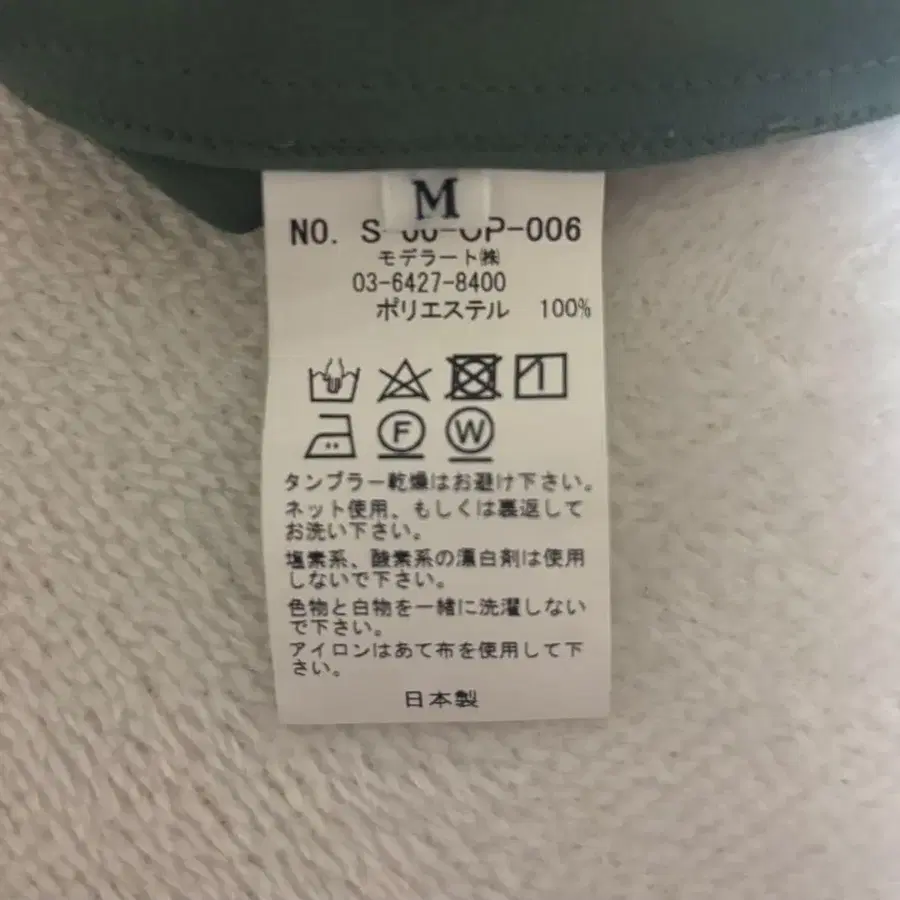 M
NO. S 00-OP-006
モデラート㈱
03-6427-8400
ポリエステル 100%
F W
タンブラー乾燥はお避け下さい。
ネット使用、もしくは裏返して
お洗い下さい。
塩素系、酸素系の漂白剤は使用
しないで下さい。
色物と白物を一緒に洗濯しない
で下さい。
アイロンはあて布を使用して下
さい。
日本製